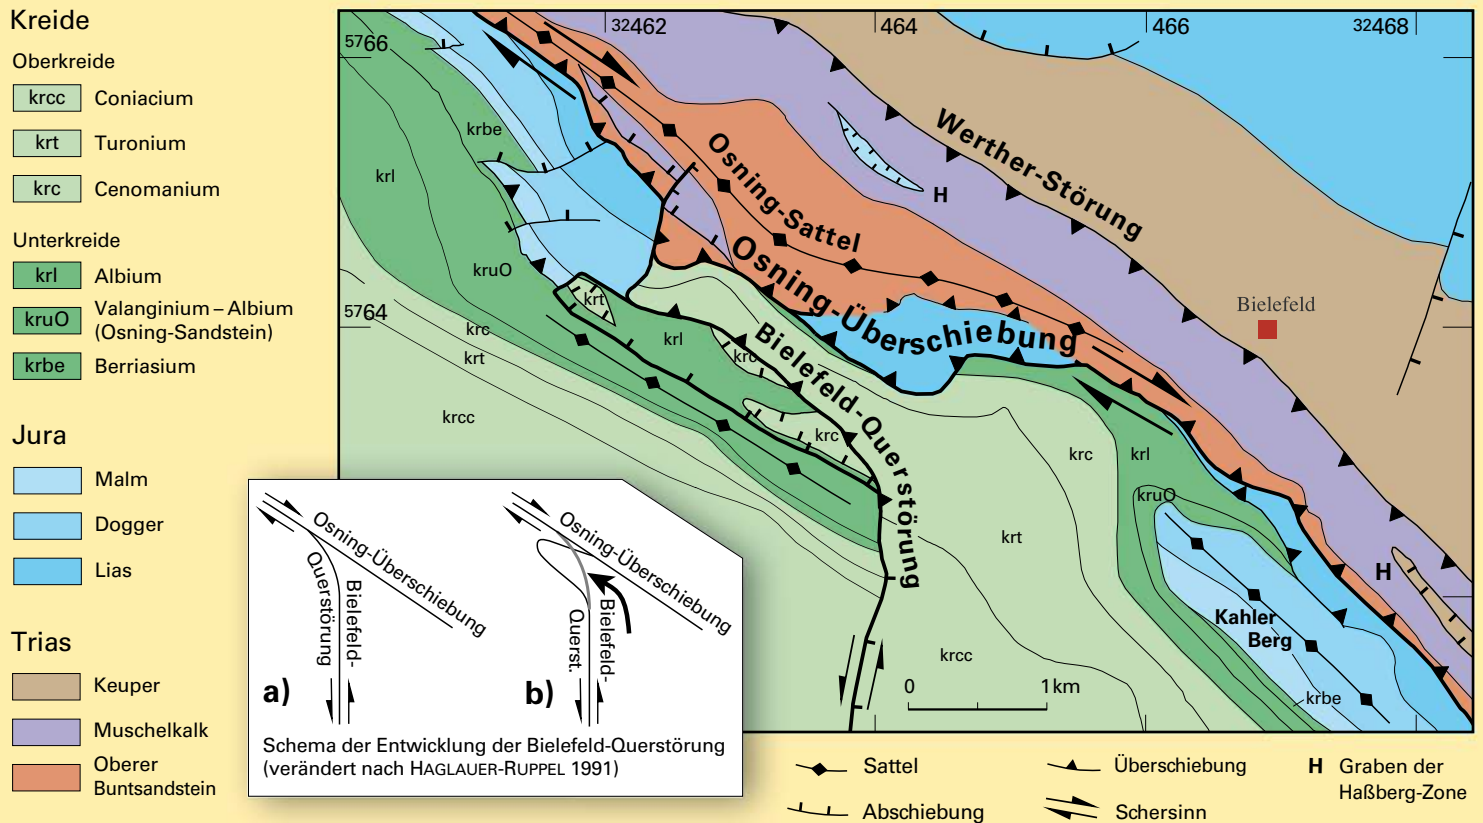 Kreide
Oberkreide
krcc Coniacium
krt Turonium
krc Cenomanium
Unterkreide
krl Albium
kruO Valanginium – Albium
(Osning-Sandstein)
krbe Berriasium
Jura
Malm
Dogger
Lias
Trias
Keuper
Muschelkalk
Oberer
Buntsandstein
32462
464
466
32468
5766
5764
krbe
krl
kruO
krt
krc
krt
krcc
krl
krc
krc
krc
krl
kruO
krt
krcc
krbe
Werther-Störung
Osning-Sattel
Osning-Überschiebung
Bielefeld-Querstörung
H
H
Bielefeld
Kahler
Berg
0 1 km
Osning-Überschiebung
Bielefeld-
Querstörung
a)
Osning-Überschiebung
Bielefeld-
Querst.
b)
Schema der Entwicklung der Bielefeld-Querstörung
(verändert nach HAGLAUER-RUPPEL 1991)
Sattel
Abschiebung
Überschiebung
Schersinn
H Graben der
Haßberg-Zone